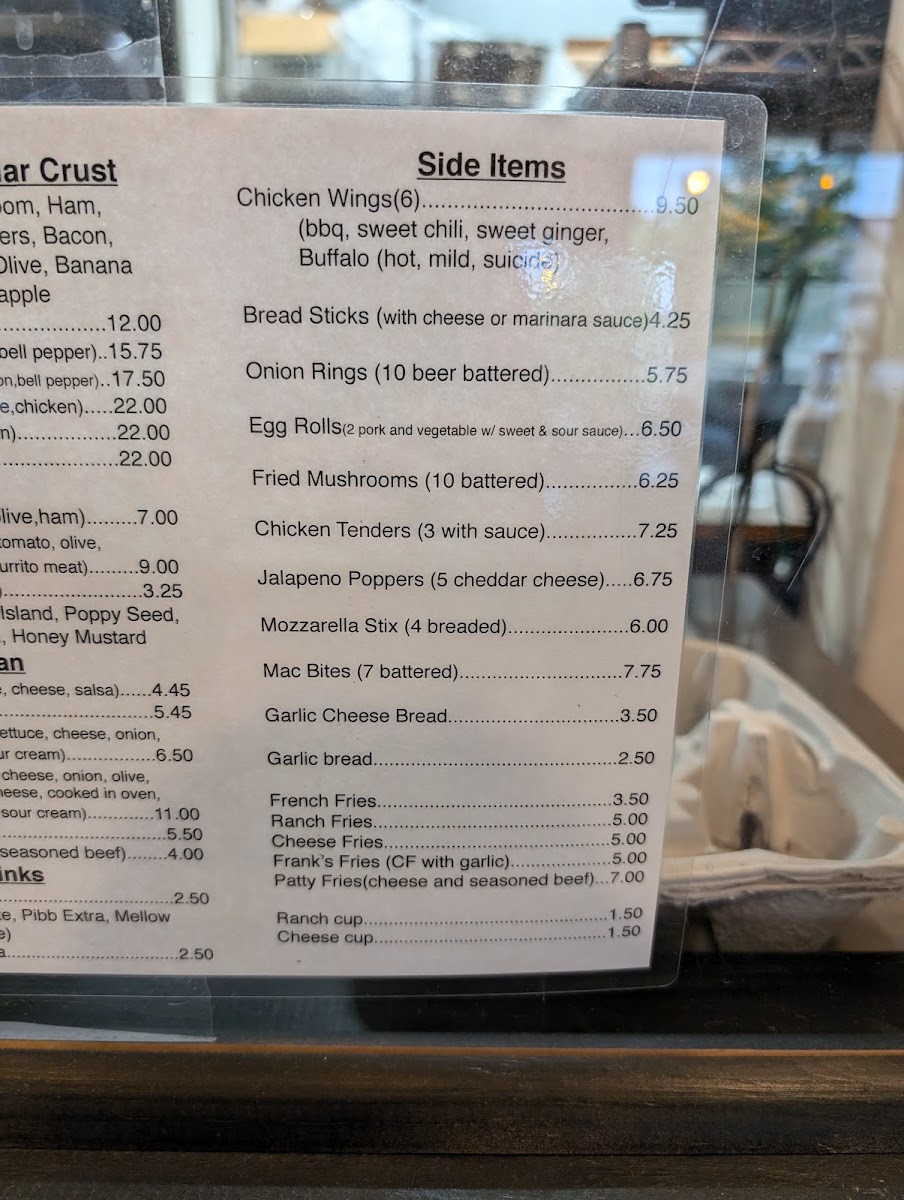 ar Crust
om, Ham,
ers, Bacon,
Olive, Banana
apple
..................12.00
bell pepper)..15.75
on,bell pepper)..17.50
e,chicken).....22.00
n).................22.00
....................22.00
olive,ham).........7.00
tomato, olive,
urrito meat).........9.00
)........................3.25
Island, Poppy Seed,
, Honey Mustard
an
e, cheese, salsa)......4.45
...........................5.45
ettuce, cheese, onion,
ur cream)................6.50
cheese, onion, olive,
heese, cooked in oven,
sour cream)............11.00
.............................5.50
seasoned beef)........4.00
inks
...............................2.50
ke, Pibb Extra, Mellow
e)
a...............................2.50
Side Items
Chicken Wings(6)...................................9.50
(bbq, sweet chili, sweet ginger,
Buffalo (hot, mild, suicide)
Bread Sticks (with cheese or marinara sauce)4.25
Onion Rings (10 beer battered)...............5.75
Egg Rolls(2 pork and vegetable w/ sweet & sour sauce)...6.50
Fried Mushrooms (10 battered)...............6.25
Chicken Tenders (3 with sauce)...............7.25
Jalapeno Poppers (5 cheddar cheese).....6.75
Mozzarella Stix (4 breaded)....................6.00
Mac Bites (7 battered)...........................7.75
Garlic Cheese Bread.............................3.50
Garlic bread..........................................2.50
French Fries.........................................3.50
Ranch Fries..........................................5.00
Cheese Fries........................................5.00
Frank's Fries (CF with garlic)...................5.00
Patty Fries(cheese and seasoned beef)...7.00
Ranch cup............................................1.50
Cheese cup..........................................1.50